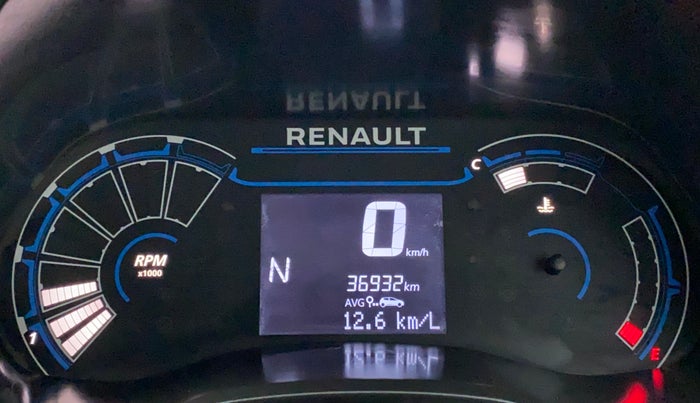 RENAULT
C
0 km/h
N
RPM
x1000
36932 km
AVG
12.6 km/L
1
E